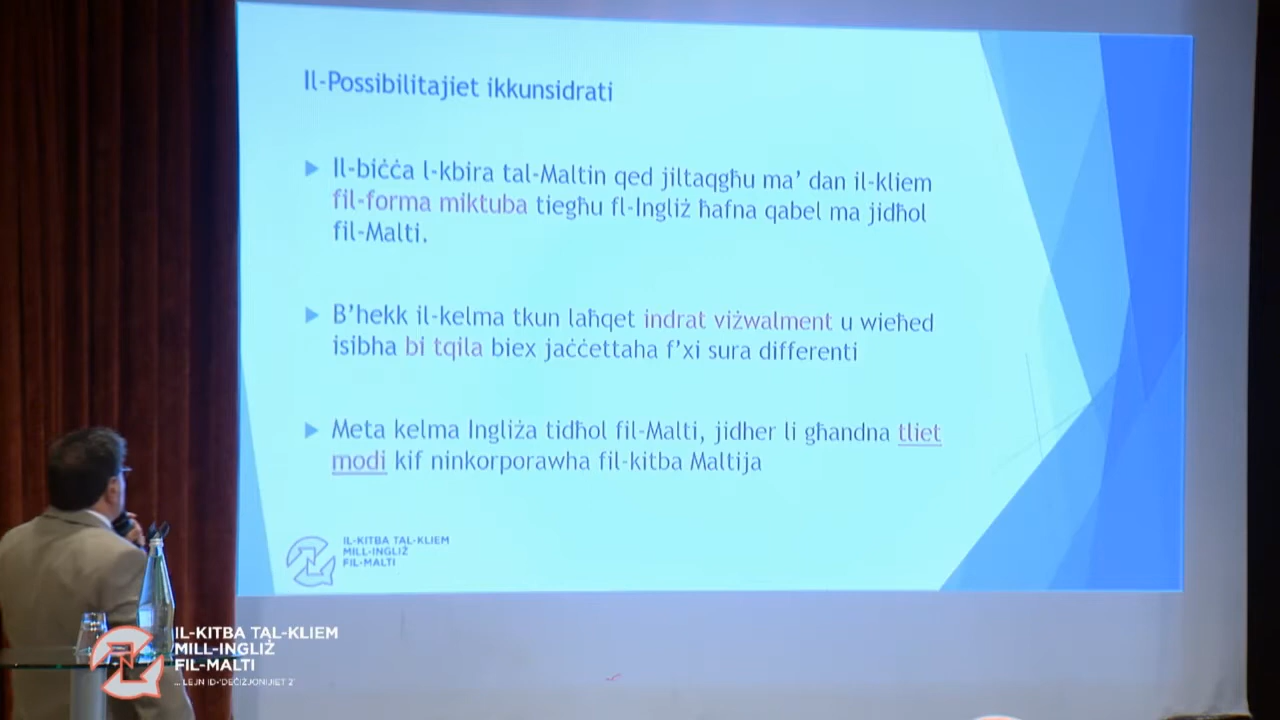 Il-Possibilitajiet ikkunsidrati
Il-biċċa l-kbira tal-Maltin qed jiltaqgħu ma' dan il-kliem
fil-forma miktuba tiegħu fl-Ingliż ħafna qabel ma jidħol
fil-Malti.
B'hekk il-kelma tkun laħqet indrat viżwalment u wieħed
isibha bi tqila biex jaċċettaha f'xi sura differenti
Meta kelma Ingliża tidħol fil-Malti, jidher li għandna tliet
modi kif ninkorporawha fil-kitba Maltija
IL-KITBA TAL-KLIEM
MILL-INGLIŻ
FIL-MALTI
IL-KITBA TAL-KLIEM
MILL-INGLIŻ
FIL-MALTI
... LEJN ID-'DEĊIŻJONIJIET 2'